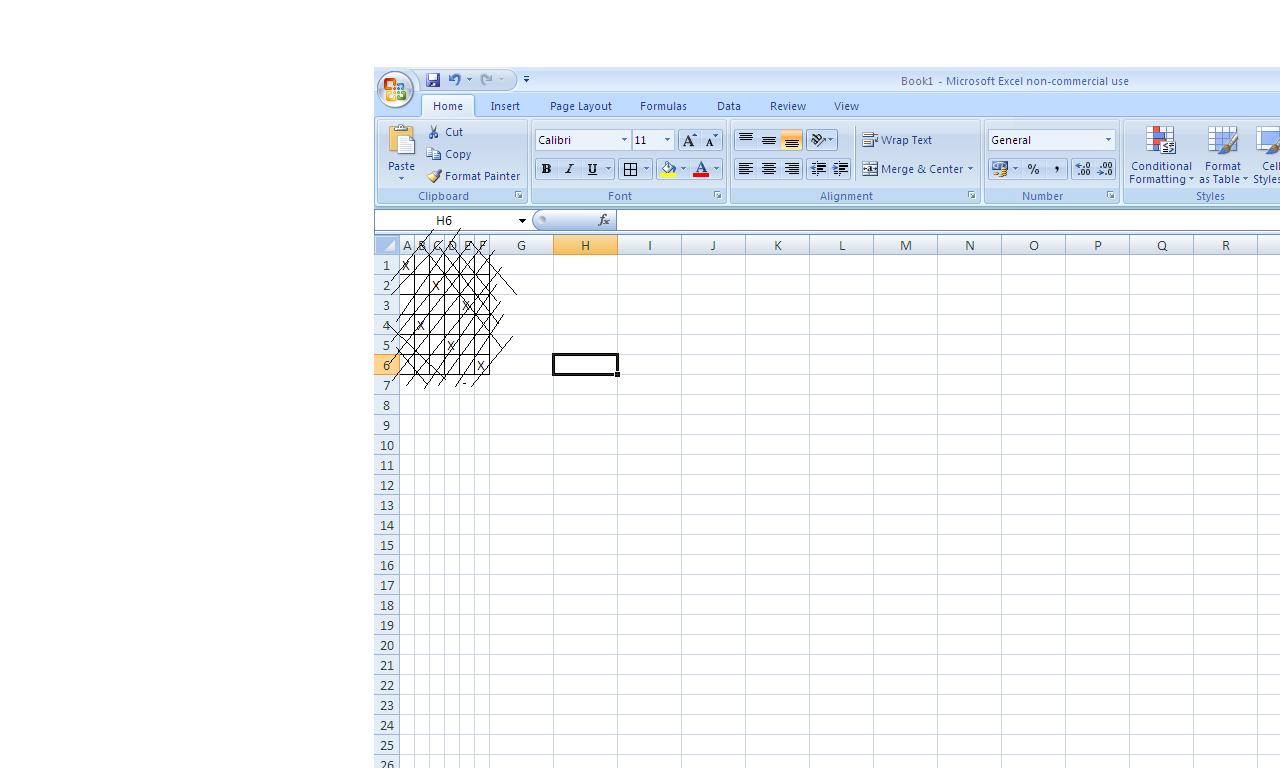 Book1 - Microsoft Excel non-commercial use
Home Insert Page Layout Formulas Data Review View
Paste
Cut
Copy
Format Painter
Clipboard
Calibri 11
B I U A
Font
Wrap Text
Merge & Center
Alignment
General
% , .00
Number
Conditional Formatting
Format as Table
Cell Styles
Styles
H6 fx
A B C D E F G H I J K L M N O P Q R
1 X
2 X
3 X
4 X
5 X
6 X
7
8
9
10
11
12
13
14
15
16
17
18
19
20
21
22
23
24
25
26